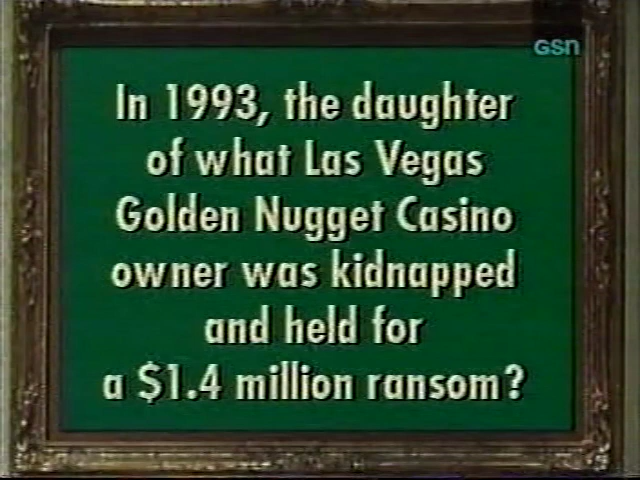 GSN
In 1993, the daughter
of what Las Vegas
Golden Nugget Casino
owner was kidnapped
and held for
a $1.4 million ransom?